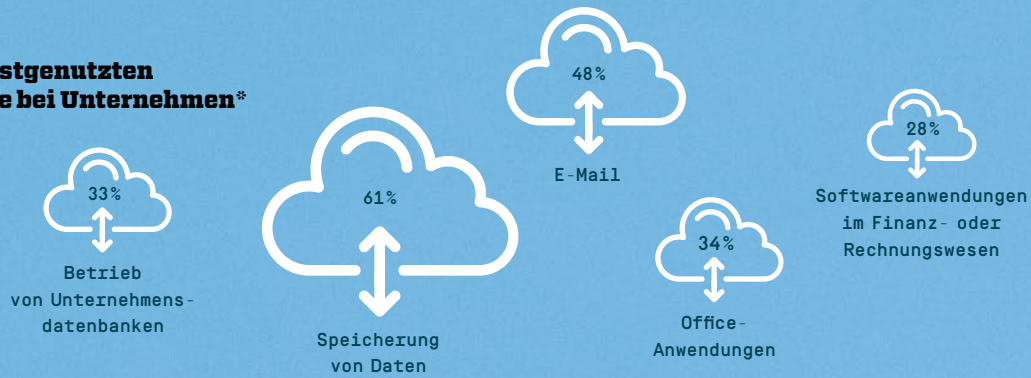 stgenutzten
e bei Unternehmen*
33%
Betrieb
von Unternehmens-
datenbanken
61%
Speicherung
von Daten
48%
E-Mail
34%
Office-
Anwendungen
28%
Softwareanwendungen
im Finanz- oder
Rechnungswesen